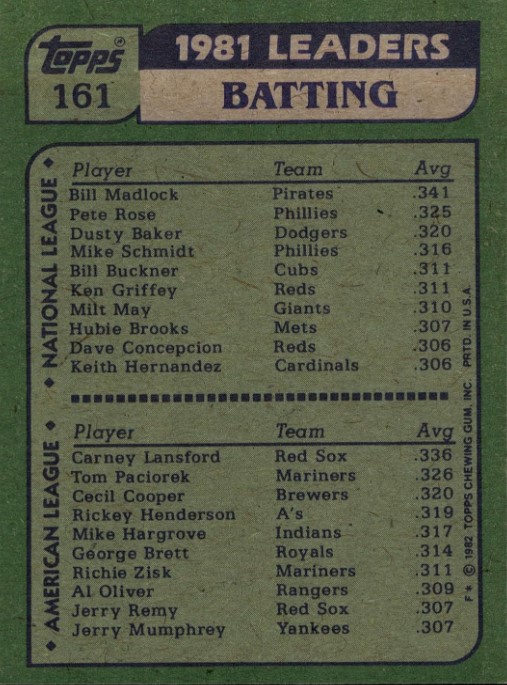 Topps®
161
1981 LEADERS
BATTING
◆ NATIONAL LEAGUE ◆
Player Team Avg
Bill Madlock Pirates .341
Pete Rose Phillies .325
Dusty Baker Dodgers .320
Mike Schmidt Phillies .316
Bill Buckner Cubs .311
Ken Griffey Reds .311
Milt May Giants .310
Hubie Brooks Mets .307
Dave Concepcion Reds .306
Keith Hernandez Cardinals .306
◆ AMERICAN LEAGUE ◆
Player Team Avg
Carney Lansford Red Sox .336
Tom Paciorek Mariners .326
Cecil Cooper Brewers .320
Rickey Henderson A's .319
Mike Hargrove Indians .317
George Brett Royals .314
Richie Zisk Mariners .311
Al Oliver Rangers .309
Jerry Remy Red Sox .307
Jerry Mumphrey Yankees .307
F* © 1982 TOPPS CHEWING GUM, INC. PRTD. IN U.S.A.